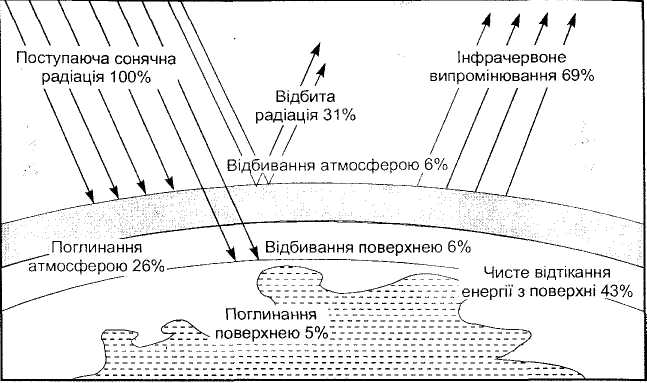 Поступаюча сонячна
радіація 100%
Відбита
радіація 31%
Інфрачервоне
випромінювання 69%
Відбивання атмосферою 6%
Поглинання
атмосферою 26%
Відбивання поверхнею 6%
Чисте відтікання
енергії з поверхні 43%
Поглинання
поверхнею 5%